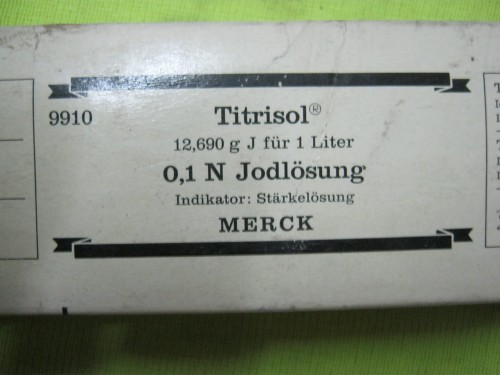 9910
Titrisol®
12,690 g J für 1 Liter
0,1 N Jodlösung
Indikator: Stärkelösung
MERCK